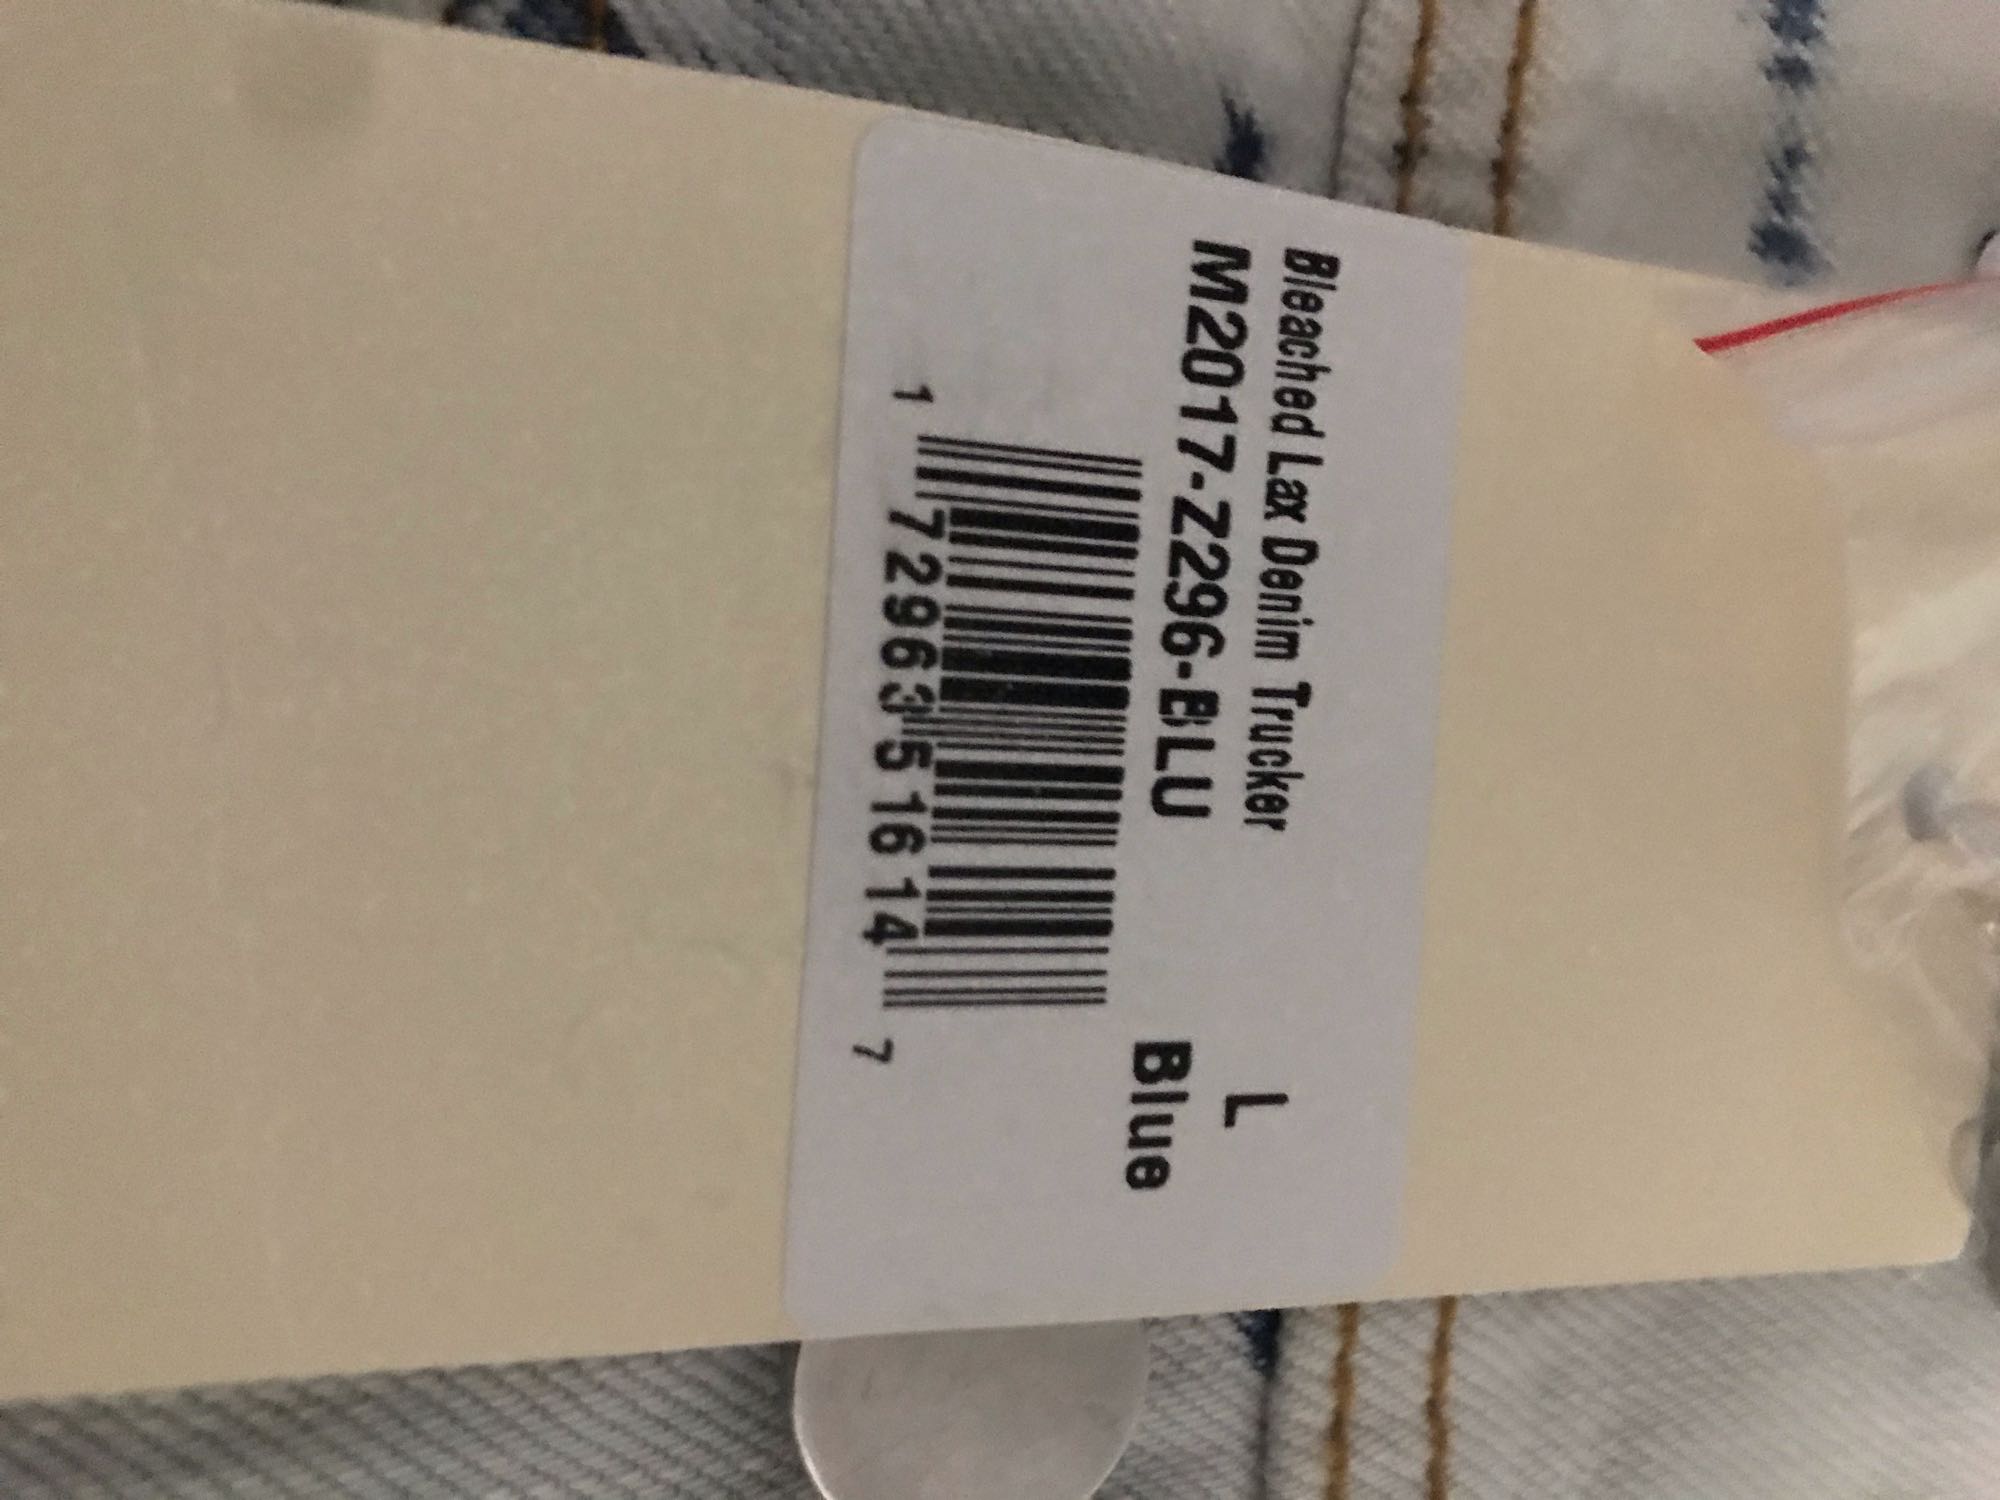 Bleached Lax Denim Trucker
L
M2017-Z296-BLU
Blue
1 72963 51614 7